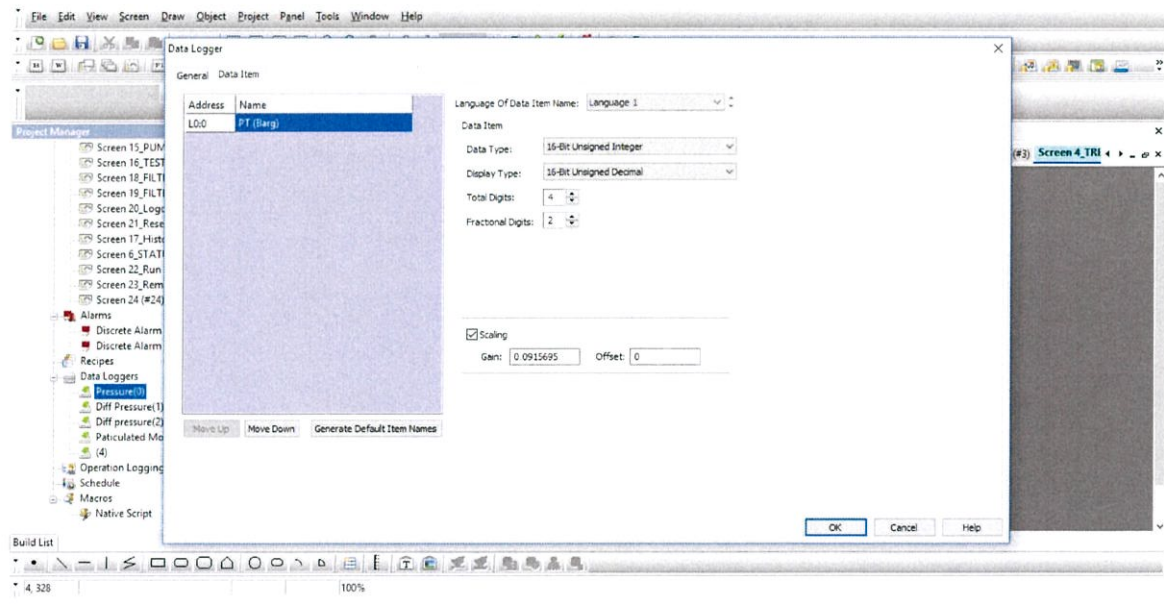 File Edit View Screen Draw Object Project Panel Tools Window Help
Data Logger
General Data Item
Address Name
L0:0 PT (Barg)
Language Of Data Item Name: Language 1
Data Item
Data Type: 16-Bit Unsigned Integer
Display Type: 16-Bit Unsigned Decimal
Total Digits: 4
Fractional Digits: 2
Scaling
Gain: 0.0915695 Offset: 0
Move Up Move Down Generate Default Item Names
OK Cancel Help
Project Manager
Screen 15_PUM
Screen 16_TEST
Screen 18_FILT
Screen 19_FILT
Screen 20_Logo
Screen 21_Rese
Screen 17_Histo
Screen 6_STAT
Screen 22_Run
Screen 23_Rem
Screen 24 (#24)
Alarms
Discrete Alarm
Discrete Alarm
Recipes
Data Loggers
Pressure(0)
Diff Pressure(1)
Diff pressure(2)
Paticulated Mo
(4)
Operation Logging
Schedule
Macros
Native Script
(#3) Screen 4_TRI
Build List
4, 328 100%